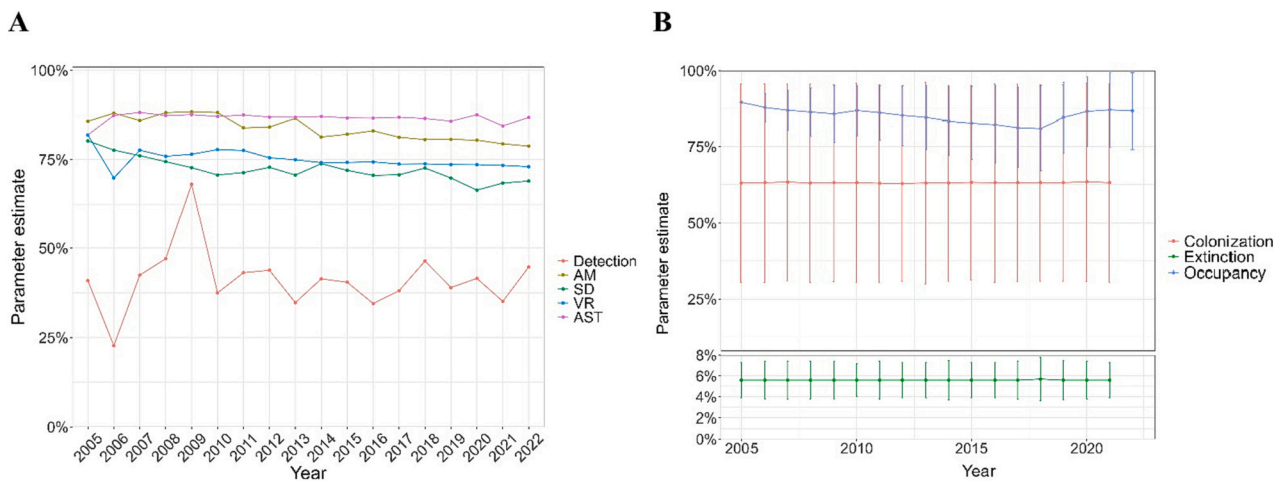 A
Parameter estimate
100%
75%
50%
25%
0%
2005 2006 2007 2008 2009 2010 2011 2012 2013 2014 2015 2016 2017 2018 2019 2020 2021 2022
Year
Detection
AM
SD
VR
AST
B
Parameter estimate
100%
75%
50%
25%
8%
6%
4%
2%
0%
2005 2010 2015 2020
Year
Colonization
Extinction
Occupancy